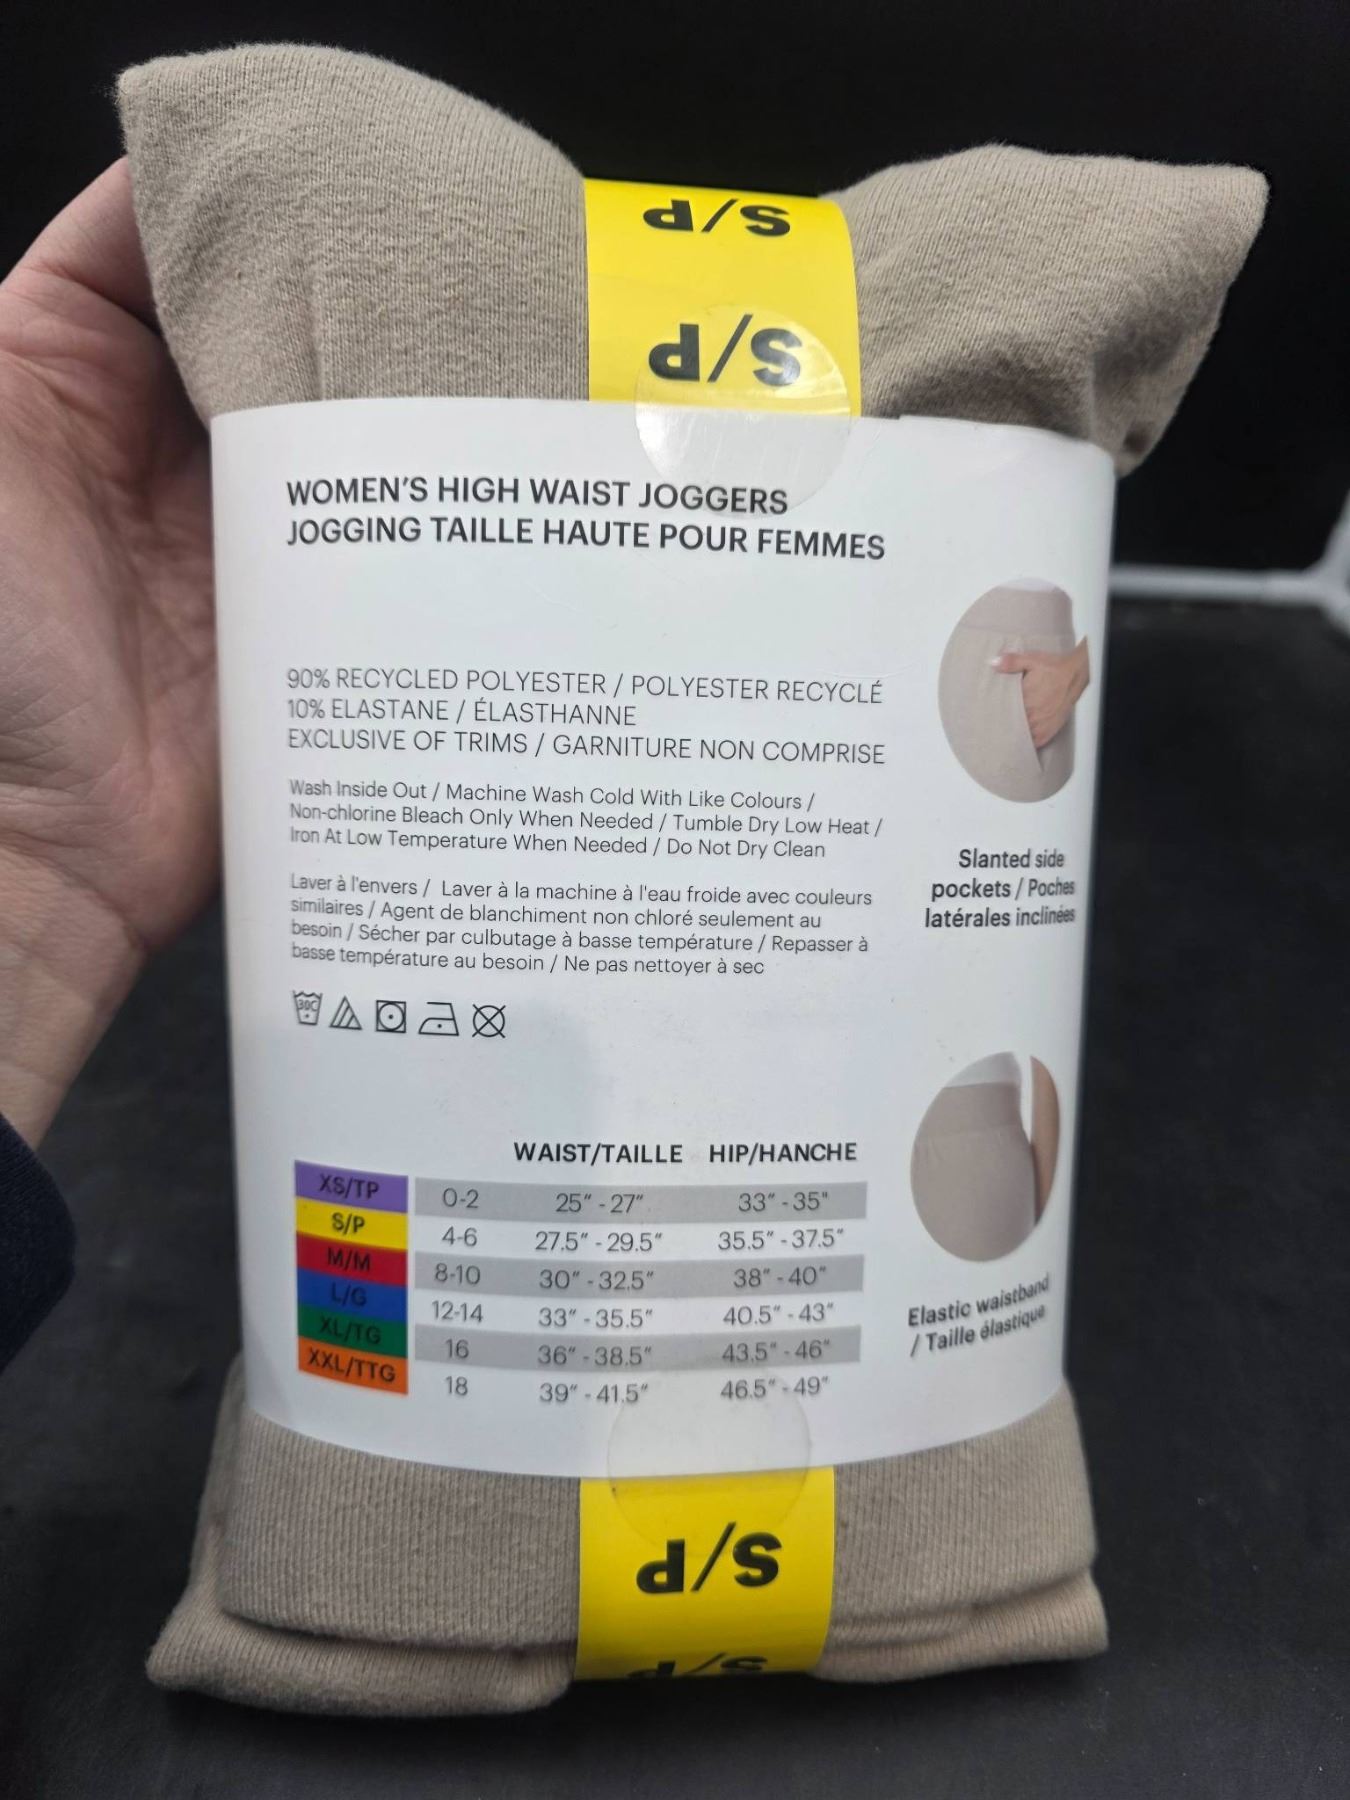 S/P
S/P
WOMEN'S HIGH WAIST JOGGERS
JOGGING TAILLE HAUTE POUR FEMMES
90% RECYCLED POLYESTER / POLYESTER RECYCLÉ
10% ELASTANE / ÉLASTHANNE
EXCLUSIVE OF TRIMS / GARNITURE NON COMPRISE
Wash Inside Out / Machine Wash Cold With Like Colours /
Non-chlorine Bleach Only When Needed / Tumble Dry Low Heat /
Iron At Low Temperature When Needed / Do Not Dry Clean
Laver à l'envers / Laver à la machine à l'eau froide avec couleurs
similaires / Agent de blanchiment non chloré seulement au
besoin / Sécher par culbutage à basse température / Repasser à
basse température au besoin / Ne pas nettoyer à sec
30C
Slanted side
pockets / Poches
latérales inclinées
WAIST/TAILLE HIP/HANCHE
XS/TP 0-2 25" - 27" 33" - 35"
S/P 4-6 27.5" - 29.5" 35.5" - 37.5"
M/M 8-10 30" - 32.5" 38" - 40"
L/G 12-14 33" - 35.5" 40.5" - 43"
XL/TG 16 36" - 38.5" 43.5" - 46"
XXL/TTG 18 39" - 41.5" 46.5" - 49"
Elastic waistband
/ Taille élastique
S/P
S/P